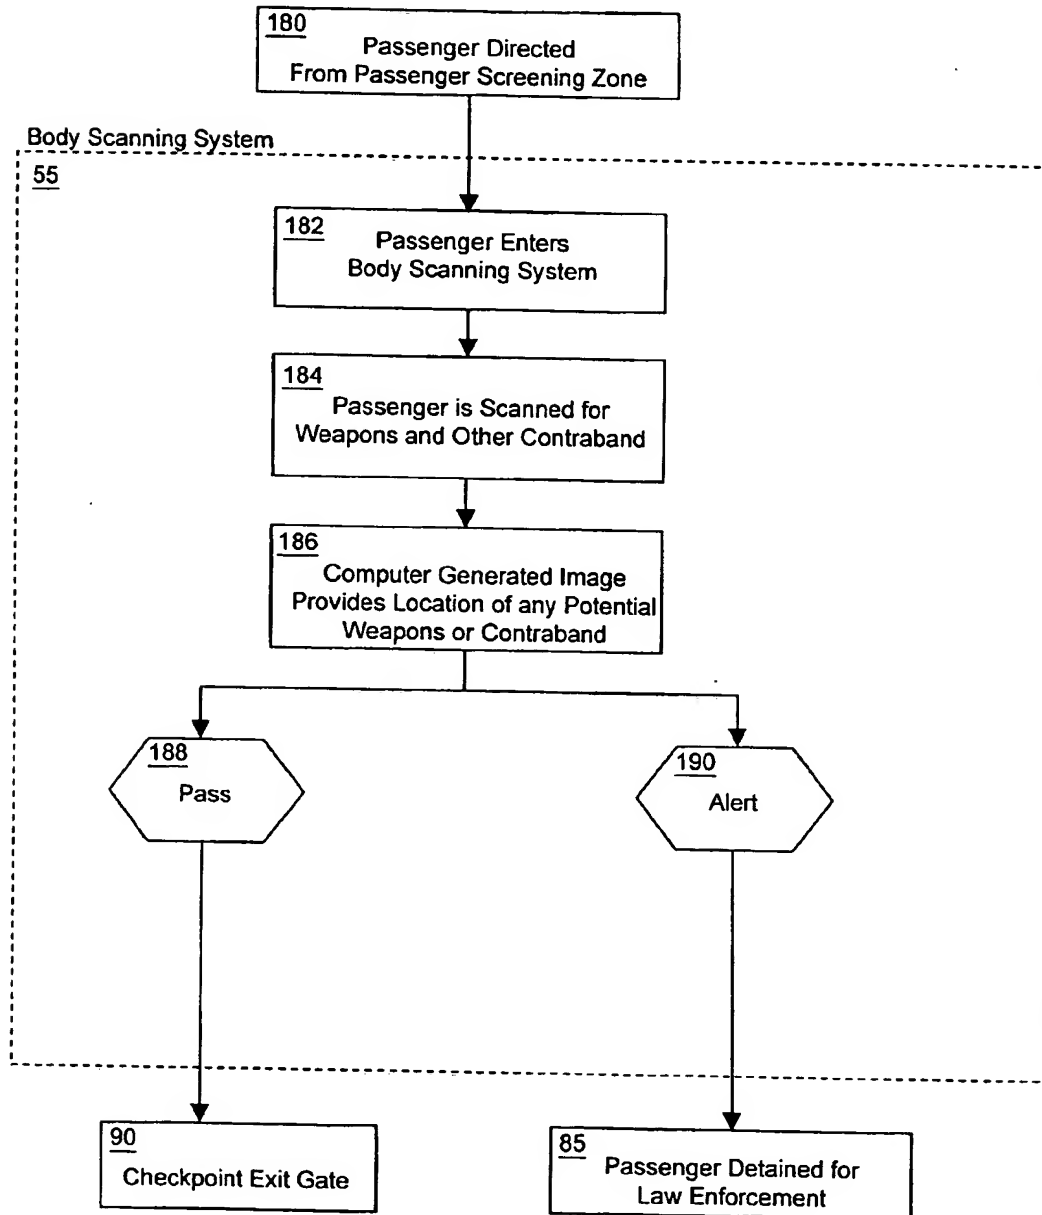 180
Passenger Directed
From Passenger Screening Zone
Body Scanning System
55
182
Passenger Enters
Body Scanning System
184
Passenger is Scanned for
Weapons and Other Contraband
186
Computer Generated Image
Provides Location of any Potential
Weapons or Contraband
188
Pass
190
Alert
90
Checkpoint Exit Gate
85
Passenger Detained for
Law Enforcement